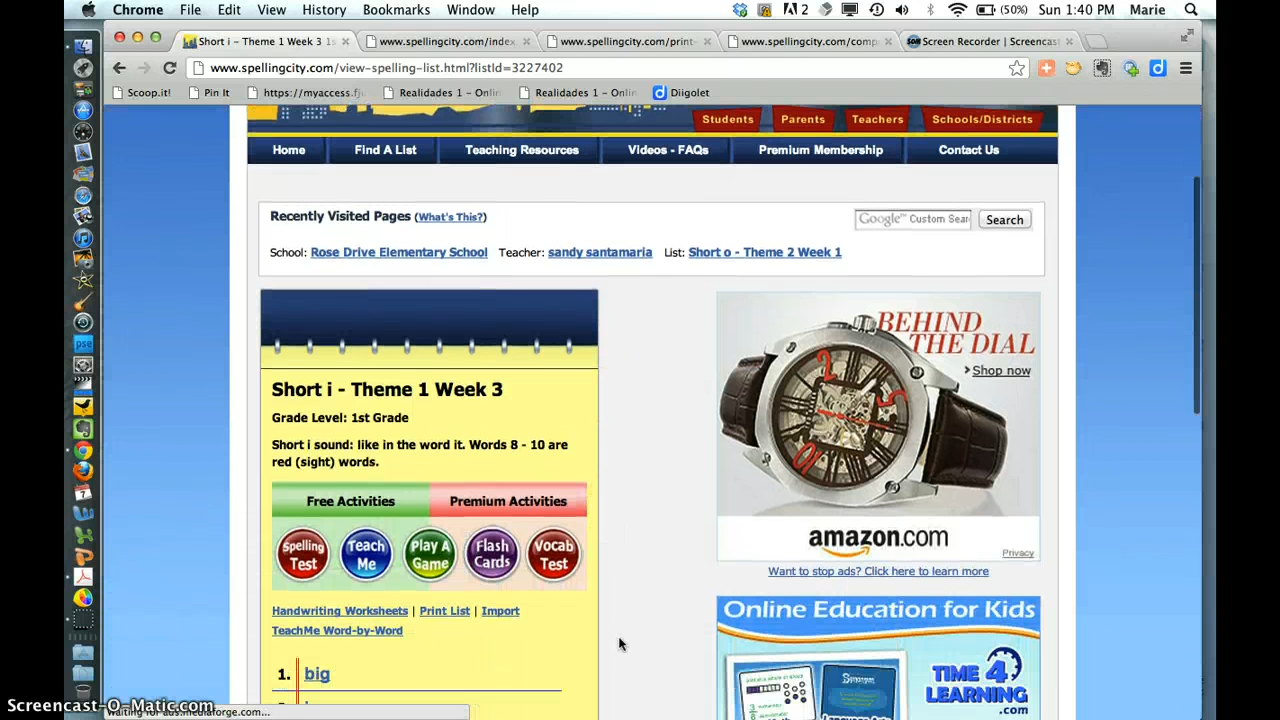 Chrome File Edit View History Bookmarks Window Help 2 (50%) Sun 1:40 PM Marie
Short i - Theme 1 Week 3 1s www.spellingcity.com/index www.spellingcity.com/print- www.spellingcity.com/comp Screen Recorder | Screencast
www.spellingcity.com/view-spelling-list.html?listId=3227402
Scoop.it! Pin It https://myaccess.fju Realidades 1 – Onlin Realidades 1 – Onlin Diigolet
Students Parents Teachers Schools/Districts
Home Find A List Teaching Resources Videos - FAQs Premium Membership Contact Us
Recently Visited Pages (What's This?) Google™ Custom Sear Search
School: Rose Drive Elementary School Teacher: sandy santamaria List: Short o - Theme 2 Week 1
BEHIND
THE DIAL
Shop now
Short i - Theme 1 Week 3
Grade Level: 1st Grade
Short i sound: like in the word it. Words 8 - 10 are
red (sight) words.
Free Activities Premium Activities
Spelling Test Teach Me Play A Game Flash Cards Vocab Test
amazon.com
Privacy
Want to stop ads? Click here to learn more
Handwriting Worksheets | Print List | Import
TeachMe Word-by-Word
1. big
Online Education for Kids
TIME 4
LEARNING
.com
Screencast-O-Matic.com